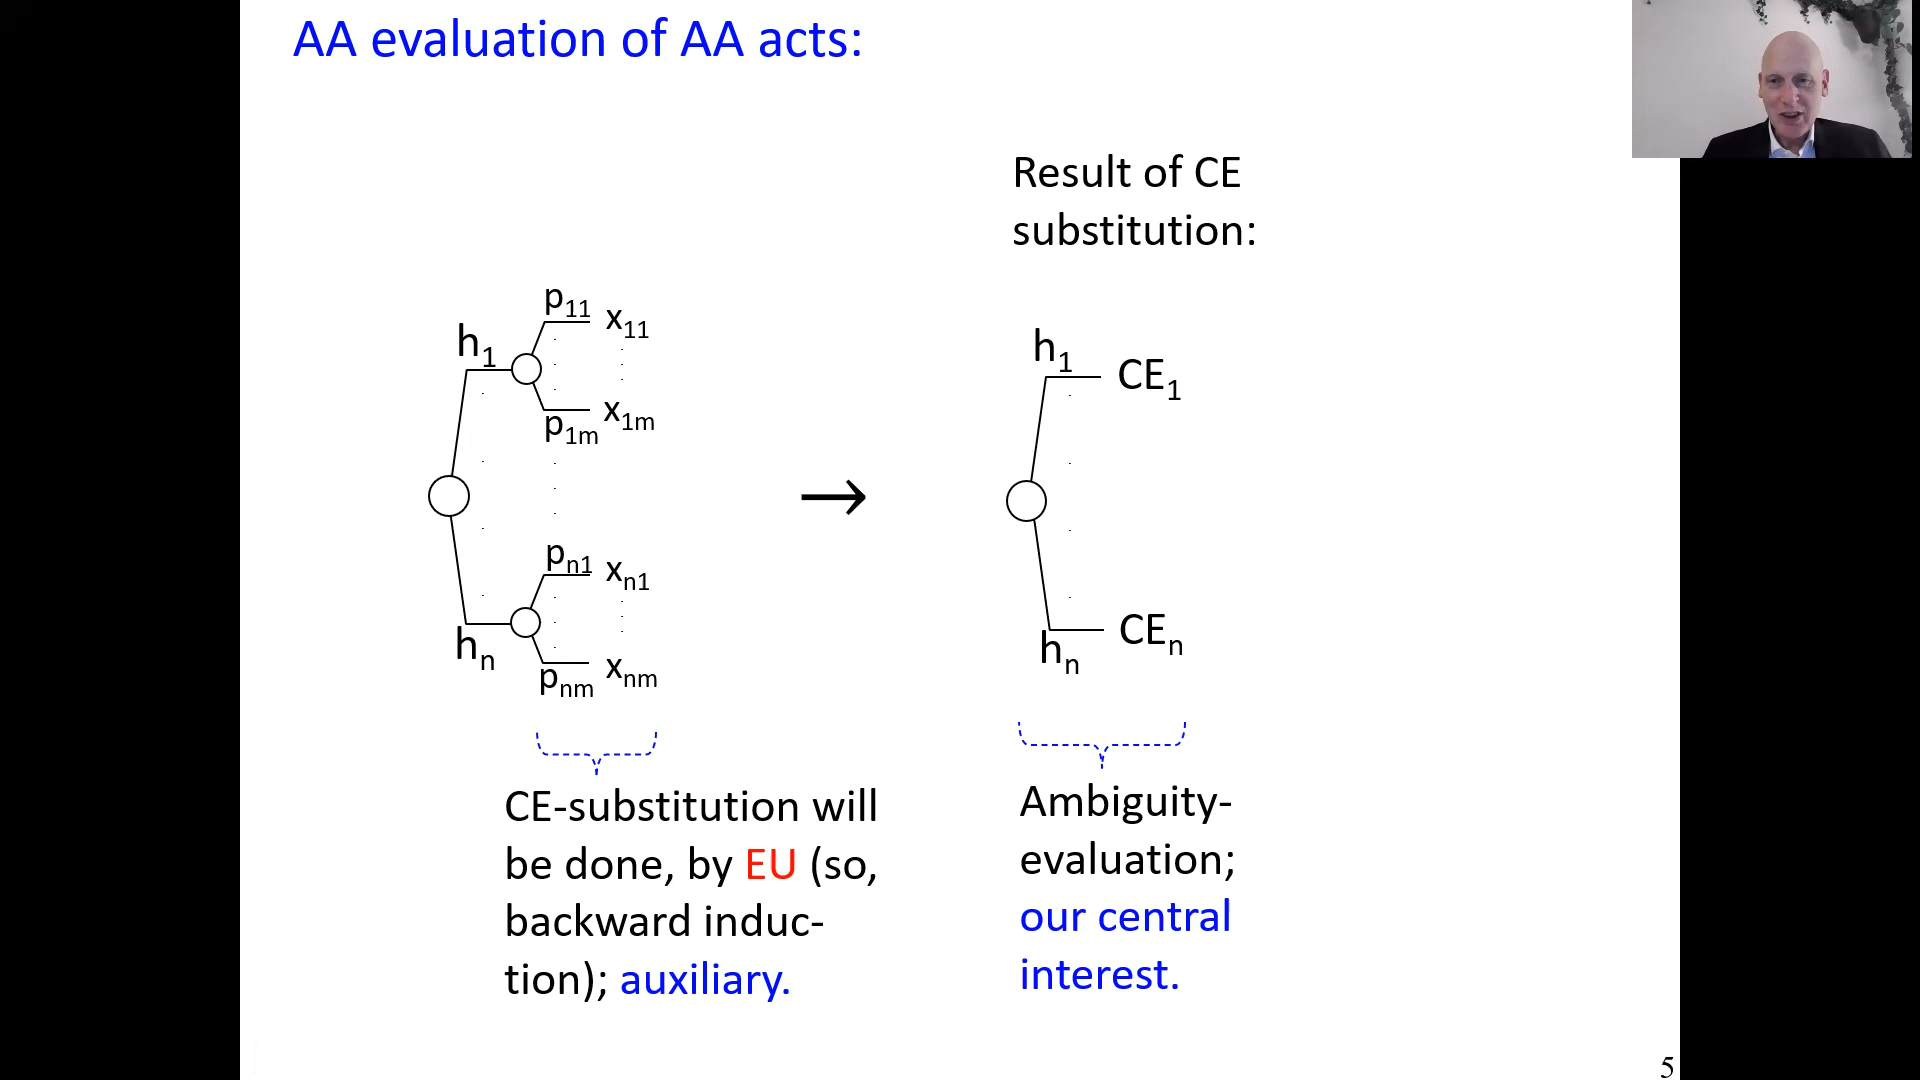 AA evaluation of AA acts:
Result of CE
substitution:
p11 x11
h1
p1m x1m
pn1 xn1
hn
pnm xnm
→
h1 CE1
hn CEn
CE-substitution will
be done, by EU (so,
backward induc-
tion); auxiliary.
Ambiguity-
evaluation;
our central
interest.
5